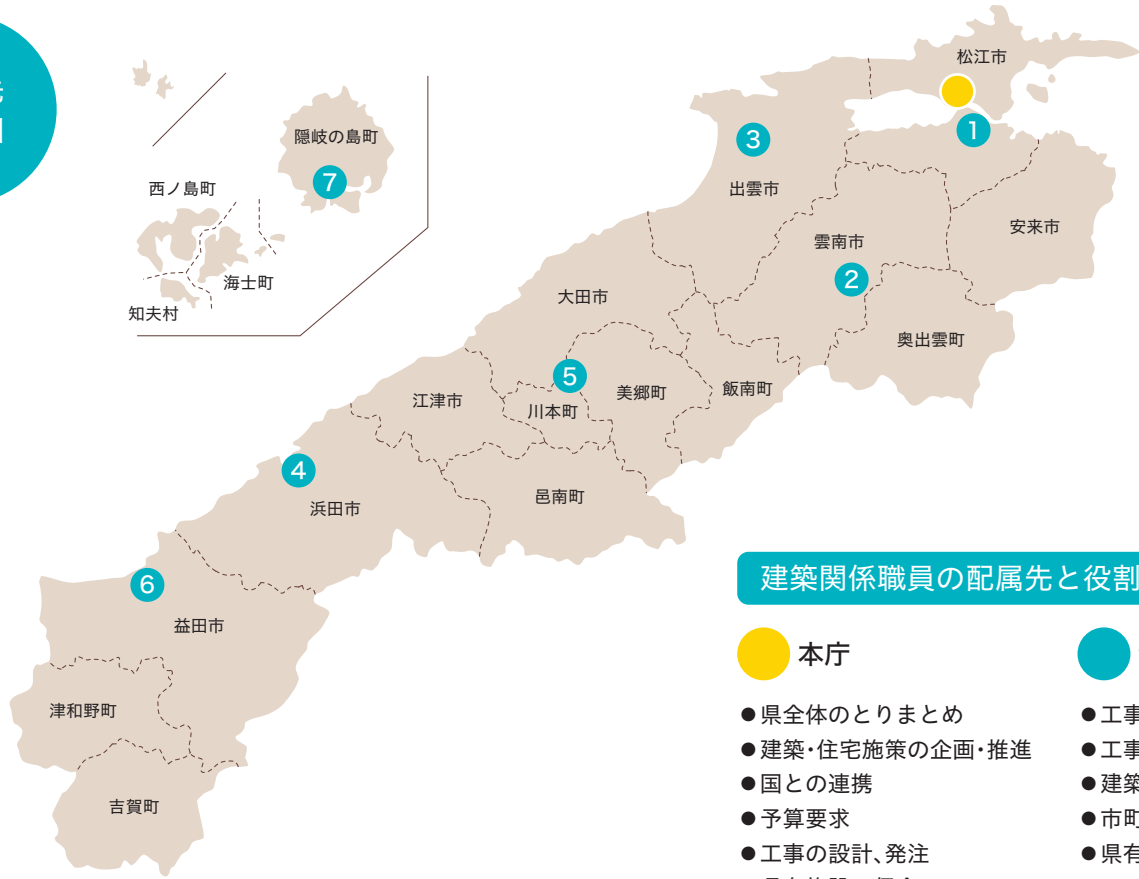 松江市
隠岐の島町
7
西ノ島町
海士町
知夫村
1
3
出雲市
安来市
雲南市
2
大田市
奥出雲町
5
美郷町
飯南町
江津市
川本町
4
浜田市
邑南町
6
益田市
津和野町
吉賀町
建築関係職員の配属先と役割
本庁
●県全体のとりまとめ
●建築・住宅施策の企画・推進
●国との連携
●予算要求
●工事の設計、発注
●工事
●工事
●建築
●市町
●県有